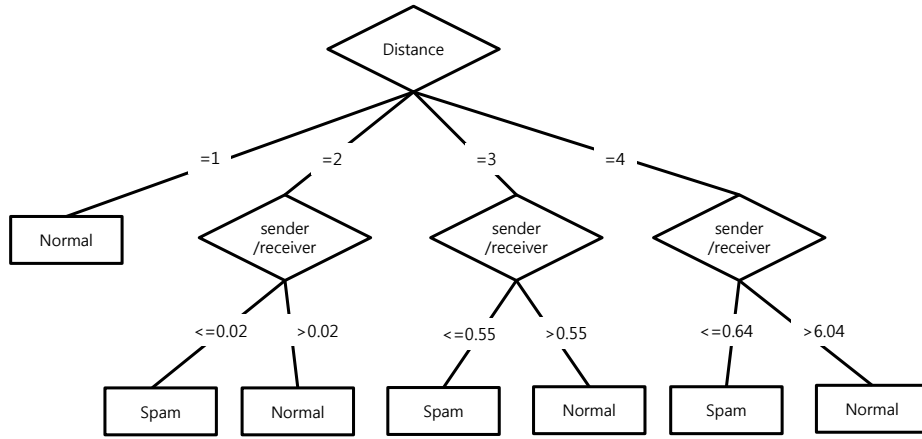 Distance
=1
=2
=3
=4
Normal
sender
/receiver
sender
/receiver
sender
/receiver
<=0.02
>0.02
<=0.55
>0.55
<=0.64
>6.04
Spam
Normal
Spam
Normal
Spam
Normal